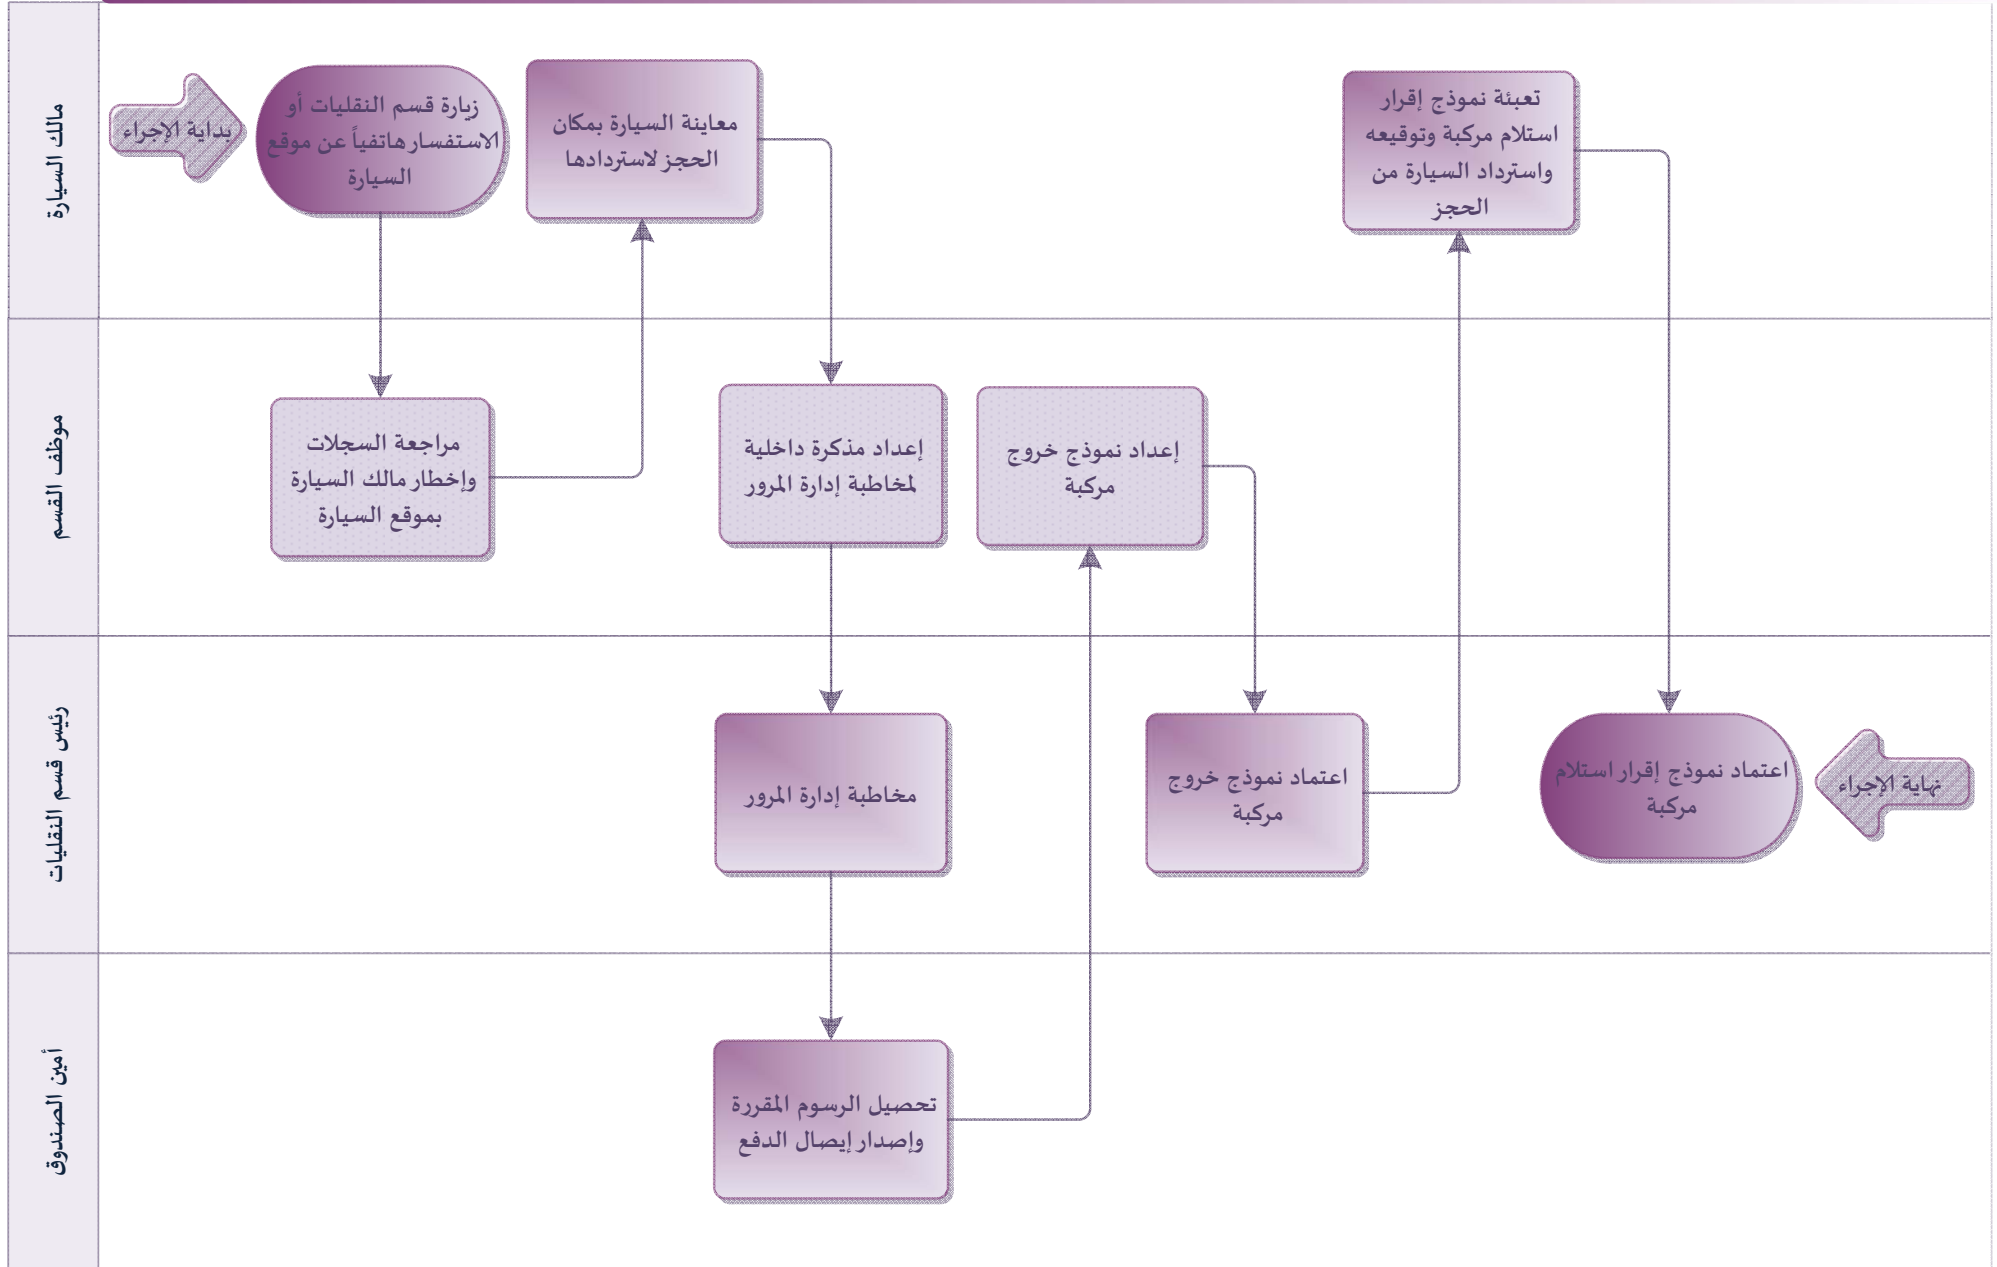 مالك السيارة
بداية الإجراء
زيارة قسم النقليات أو
الاستفسار هاتفياً عن موقع
السيارة
معاينة السيارة بمكان
الحجز لاستردادها
تعبئة نموذج إقرار
استلام مركبة وتوقيعه
واسترداد السيارة من
الحجز
موظف القسم
مراجعة السجلات
وإخطار مالك السيارة
بموقع السيارة
إعداد مذكرة داخلية
لمخاطبة إدارة المرور
إعداد نموذج خروج
مركبة
رئيس قسم النقليات
مخاطبة إدارة المرور
اعتماد نموذج خروج
مركبة
اعتماد نموذج إقرار استلام
مركبة
نهاية الإجراء
أمين الصندوق
تحصيل الرسوم المقررة
وإصدار إيصال الدفع